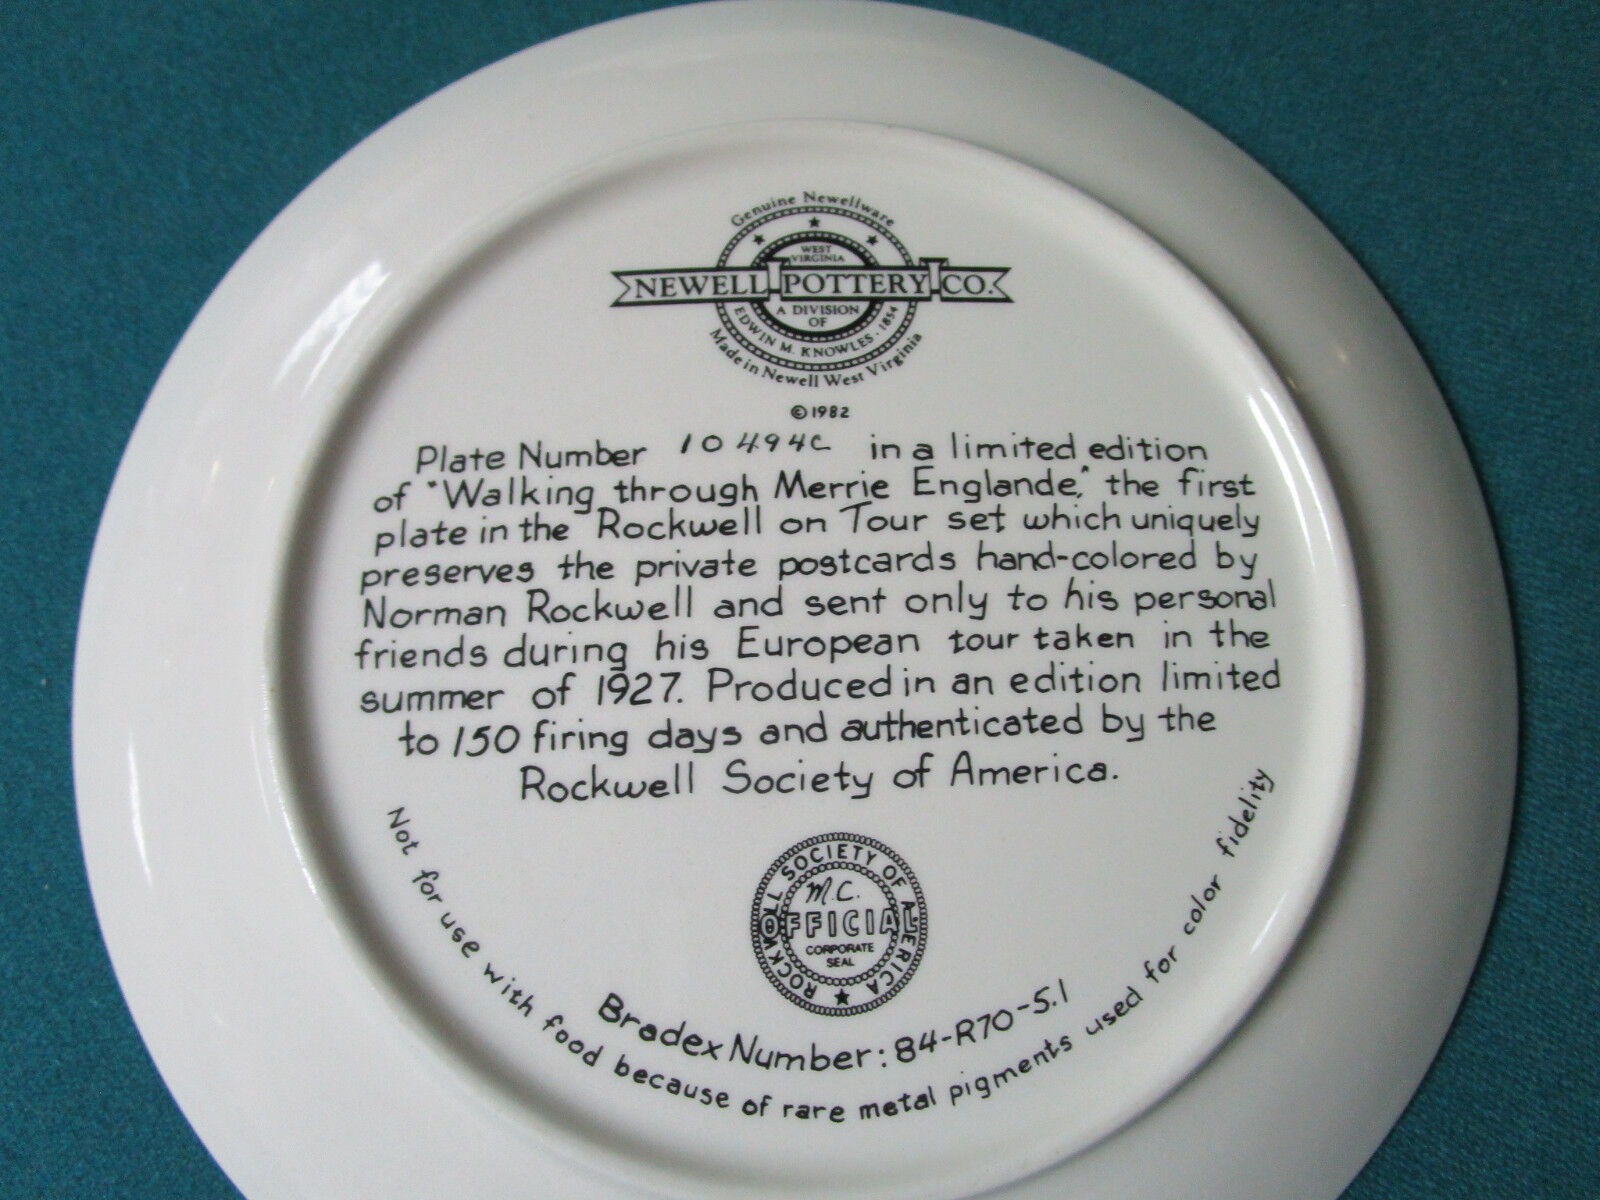 Genuine Newellware
WEST
VIRGINIA
NEWELL POTTERY CO.
A DIVISION
OF
EDWIN M. KNOWLES · 1854
Made in Newell West Virginia
©1982
Plate Number 10494C in a limited edition
of "Walking through Merrie Englande," the first
plate in the Rockwell on Tour set which uniquely
preserves the private postcards hand-colored by
Norman Rockwell and sent only to his personal
friends during his European tour taken in the
summer of 1927. Produced in an edition limited
to 150 firing days and authenticated by the
Rockwell Society of America.
ROCKWELL SOCIETY OF AMERICA
M.C.
OFFICIAL
CORPORATE
SEAL
Bradex Number: 84-R70-5.1
Not for use with food because of rare metal pigments used for color fidelity